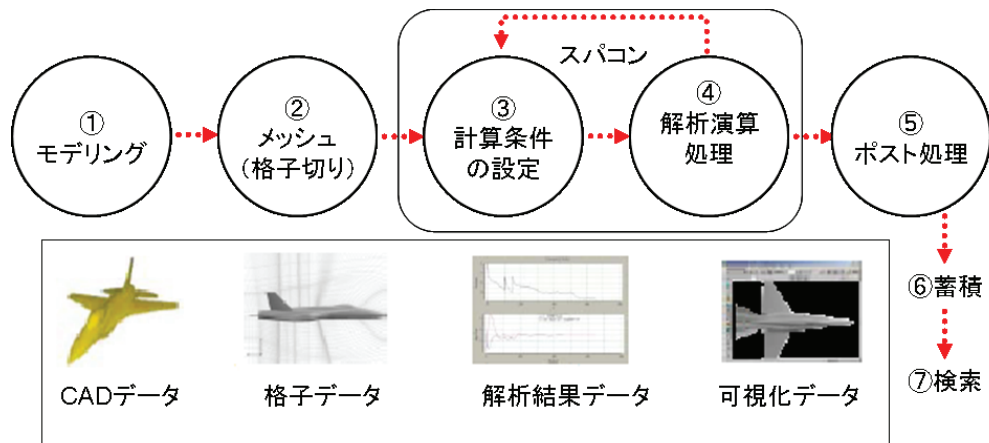 スパコン
①
モデリング
②
メッシュ
(格子切り)
③
計算条件
の設定
④
解析演算
処理
⑤
ポスト処理
⑥蓄積
⑦検索
CADデータ
格子データ
解析結果データ
可視化データ